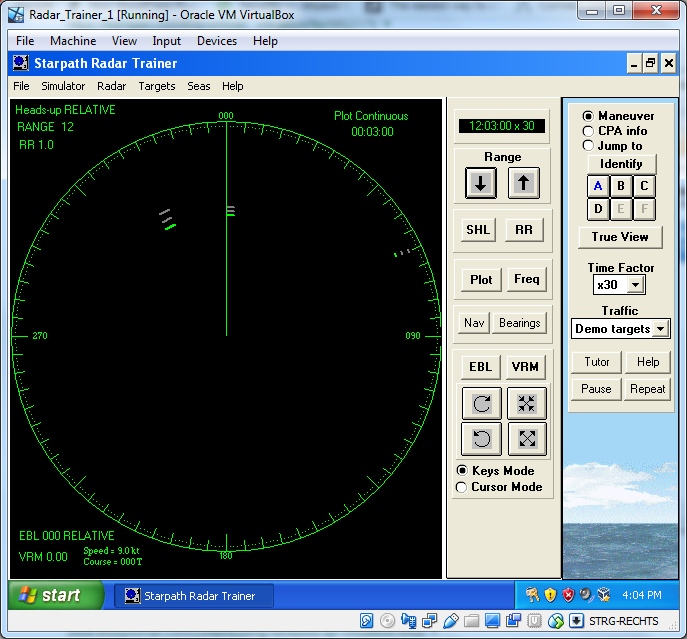 Radar_Trainer_1 [Running] - Oracle VM VirtualBox
File Machine View Input Devices Help
Starpath Radar Trainer
File Simulator Radar Targets Seas Help
Heads-up RELATIVE
RANGE 12
RR 1.0
000
Plot Continuous
00:03:00
270
090
180
EBL 000 RELATIVE
VRM 0.00
Speed = 9.0 kt
Course = 000 T
12:03:00 x 30
Range
SHL RR
Plot Freq
Nav Bearings
EBL VRM
Keys Mode
Cursor Mode
Maneuver
CPA info
Jump to
Identify
A B C
D E F
True View
Time Factor
x30
Traffic
Demo targets
Tutor Help
Pause Repeat
start
Starpath Radar Trainer
4:04 PM
STRG-RECHTS